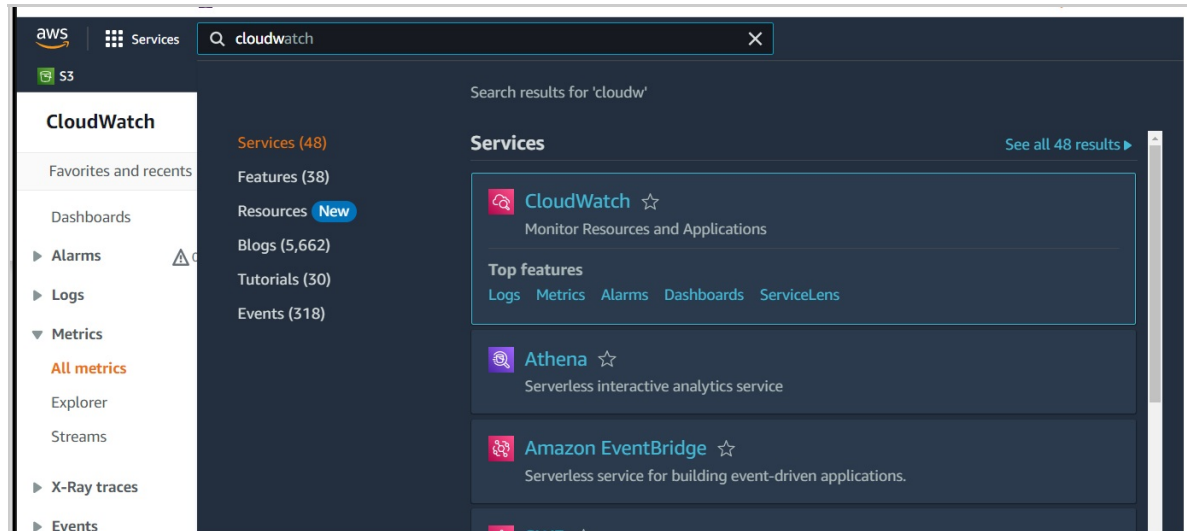 aws
Services
cloudwatch
S3
Search results for 'cloudw'
CloudWatch
Favorites and recents
Dashboards
Alarms
Logs
Metrics
All metrics
Explorer
Streams
X-Ray traces
Events
Services (48)
Features (38)
Resources New
Blogs (5,662)
Tutorials (30)
Events (318)
Services
See all 48 results
CloudWatch
Monitor Resources and Applications
Top features
Logs Metrics Alarms Dashboards ServiceLens
Athena
Serverless interactive analytics service
Amazon EventBridge
Serverless service for building event-driven applications.